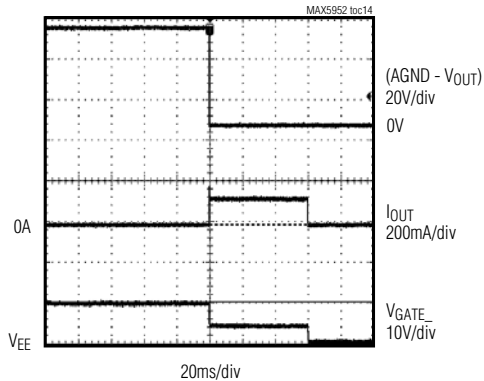 MAX5952 toc14
(AGND - VOUT)
20V/div
0V
0A
IOUT
200mA/div
VGATE_
10V/div
VEE
20ms/div